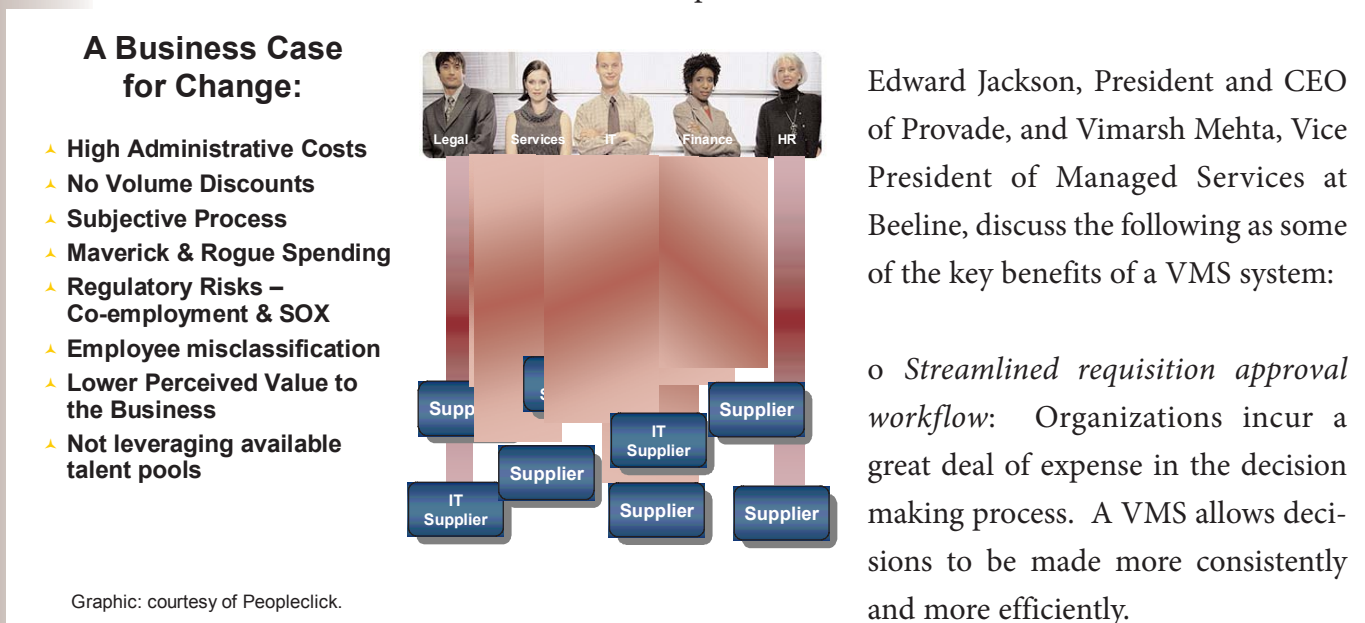 A Business Case
for Change:
High Administrative Costs
No Volume Discounts
Subjective Process
Maverick & Rogue Spending
Regulatory Risks –
Co-employment & SOX
Employee misclassification
Lower Perceived Value to
the Business
Not leveraging available
talent pools
Graphic: courtesy of Peopleclick.
Legal
Services
IT
Finance
HR
Supplier
IT
Supplier
Supplier
IT
Supplier
Supplier
Supplier
Edward Jackson, President and CEO
of Provade, and Vimarsh Mehta, Vice
President of Managed Services at
Beeline, discuss the following as some
of the key benefits of a VMS system:
o Streamlined requisition approval
workflow: Organizations incur a
great deal of expense in the decision
making process. A VMS allows deci-
sions to be made more consistently
and more efficiently.